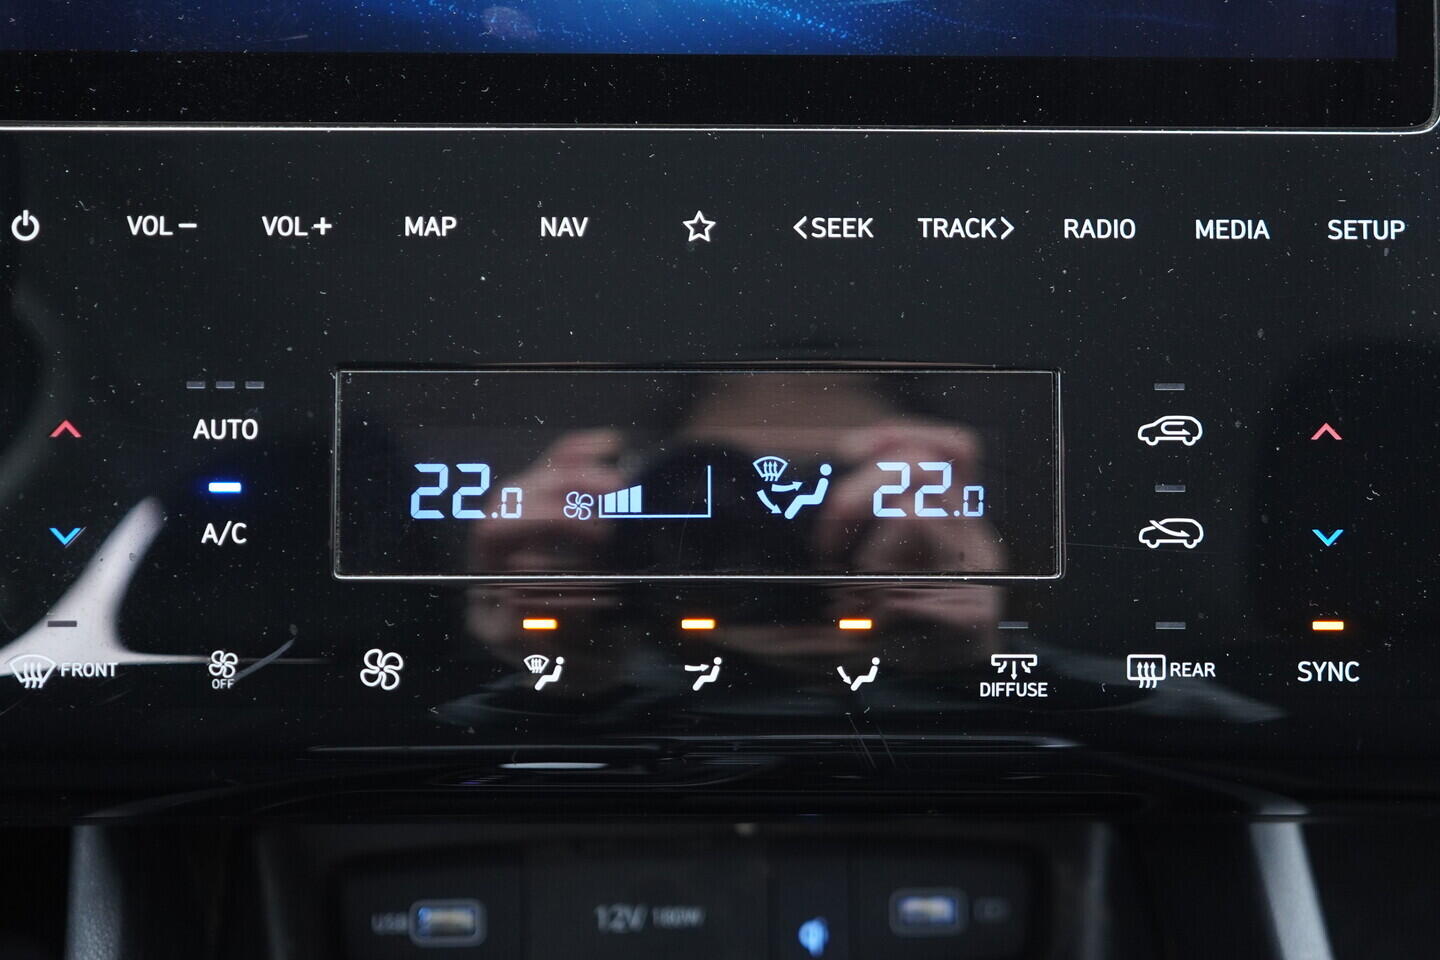 VOL− VOL+ MAP NAV <SEEK TRACK> RADIO MEDIA SETUP
AUTO
22.0 22.0
A/C
FRONT OFF DIFFUSE REAR SYNC
USB 12V 180W